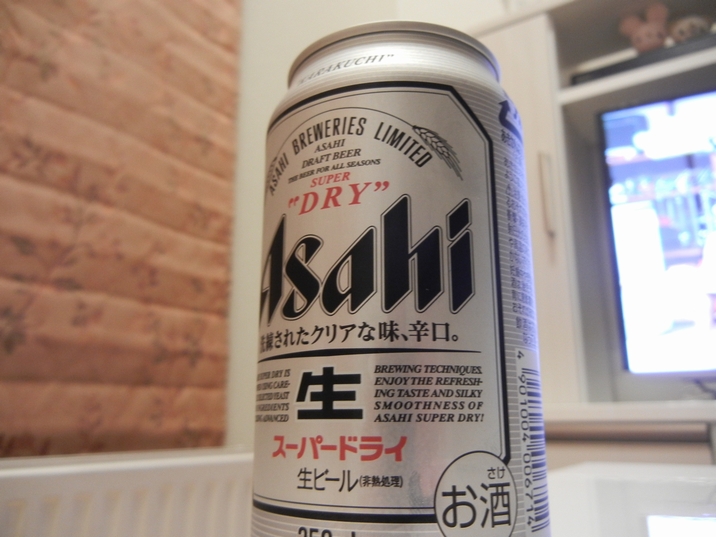 "KARAKUCHI"
ASAHI BREWERIES LIMITED
ASAHI
DRAFT BEER
THE BEER FOR ALL SEASONS
SUPER
"DRY"
Asahi
されたクリアな味、辛口。
生
BREWING TECHNIQUES.
ENJOY THE REFRESH-
ING TASTE AND SILKY
SMOOTHNESS OF
ASAHI SUPER DRY!
スーパードライ
生ビール(非熱処理)
さけ
お酒
4 901004 006714